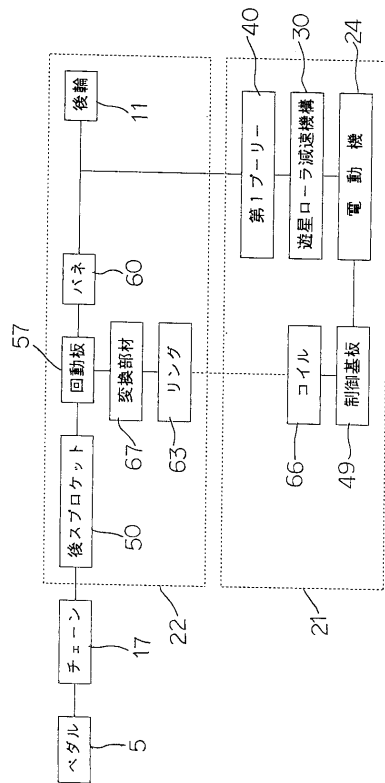 ペダル
5
チェーン
17
後スプロケット
50
回動板
57
バネ
60
後輪
11
変換部材
67
リング
63
22
コイル
66
制御基板
49
第1プーリー
40
遊星ローラ減速機構
30
電動機
24
21